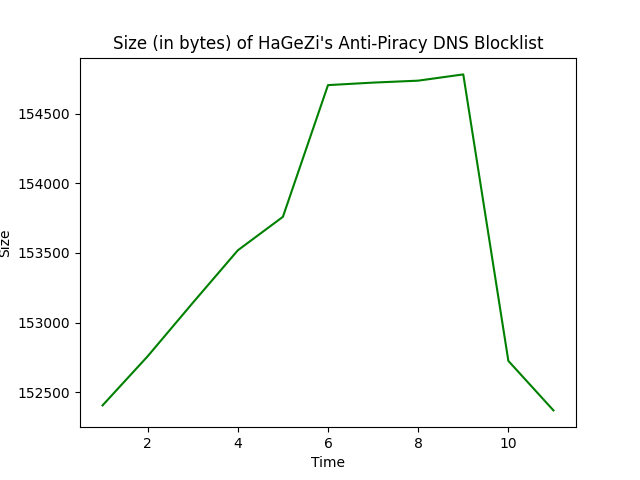 Size (in bytes) of HaGeZi's Anti-Piracy DNS Blocklist
154500
154000
153500
153000
152500
Size
2 4 6 8 10
Time